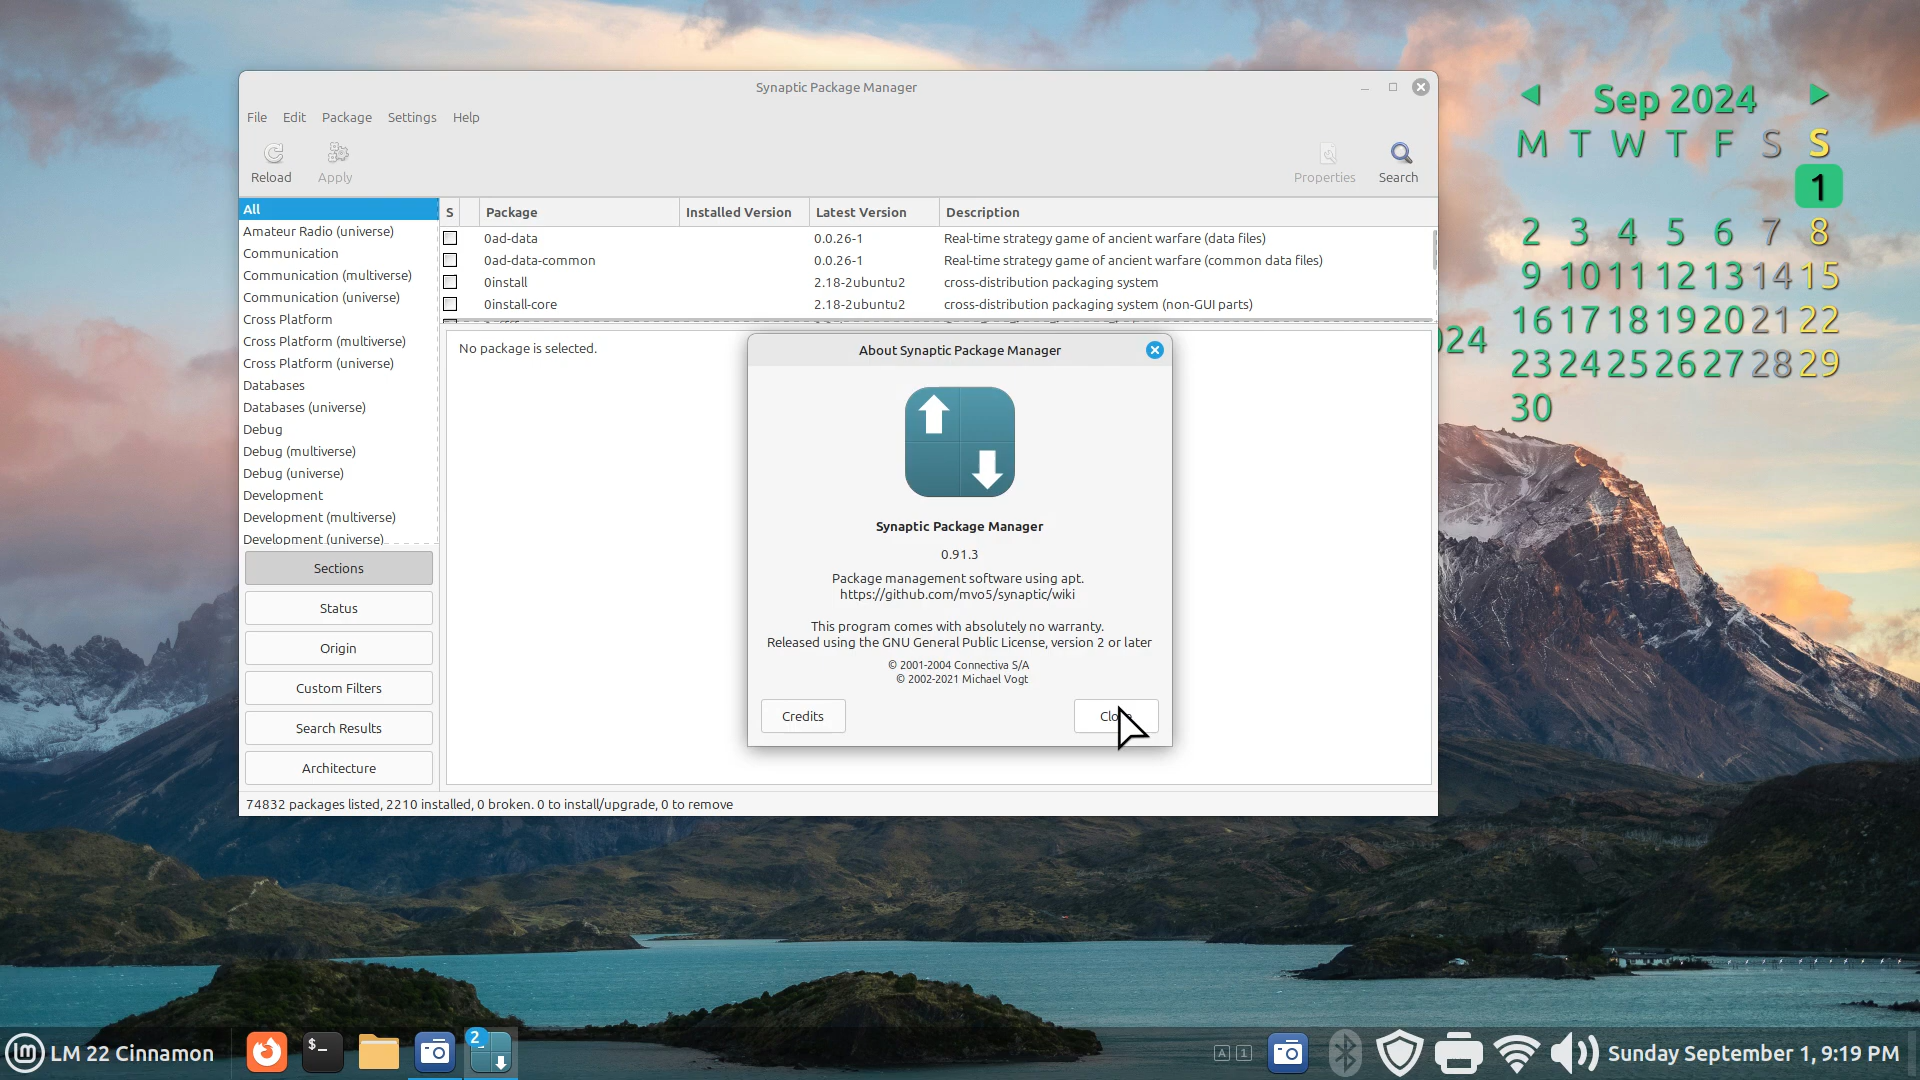 Synaptic Package Manager
File Edit Package Settings Help
Reload Apply Properties Search
All
Amateur Radio (universe)
Communication
Communication (multiverse)
Communication (universe)
Cross Platform
Cross Platform (multiverse)
Cross Platform (universe)
Databases
Databases (universe)
Debug
Debug (multiverse)
Debug (universe)
Development
Development (multiverse)
Development (universe)
Sections
Status
Origin
Custom Filters
Search Results
Architecture
S Package Installed Version Latest Version Description
0ad-data 0.0.26-1 Real-time strategy game of ancient warfare (data files)
0ad-data-common 0.0.26-1 Real-time strategy game of ancient warfare (common data files)
0install 2.18-2ubuntu2 cross-distribution packaging system
0install-core 2.18-2ubuntu2 cross-distribution packaging system (non-GUI parts)
No package is selected.
About Synaptic Package Manager
Synaptic Package Manager
0.91.3
Package management software using apt.
https://github.com/mvo5/synaptic/wiki
This program comes with absolutely no warranty.
Released using the GNU General Public License, version 2 or later
© 2001-2004 Connectiva S/A
© 2002-2021 Michael Vogt
Credits
74832 packages listed, 2210 installed, 0 broken. 0 to install/upgrade, 0 to remove
Sep 2024
M T W T F S S
1
2 3 4 5 6 7 8
9 10 11 12 13 14 15
16 17 18 19 20 21 22
23 24 25 26 27 28 29
30
24
LM 22 Cinnamon
$_
2
A 1
Sunday September 1, 9:19 PM